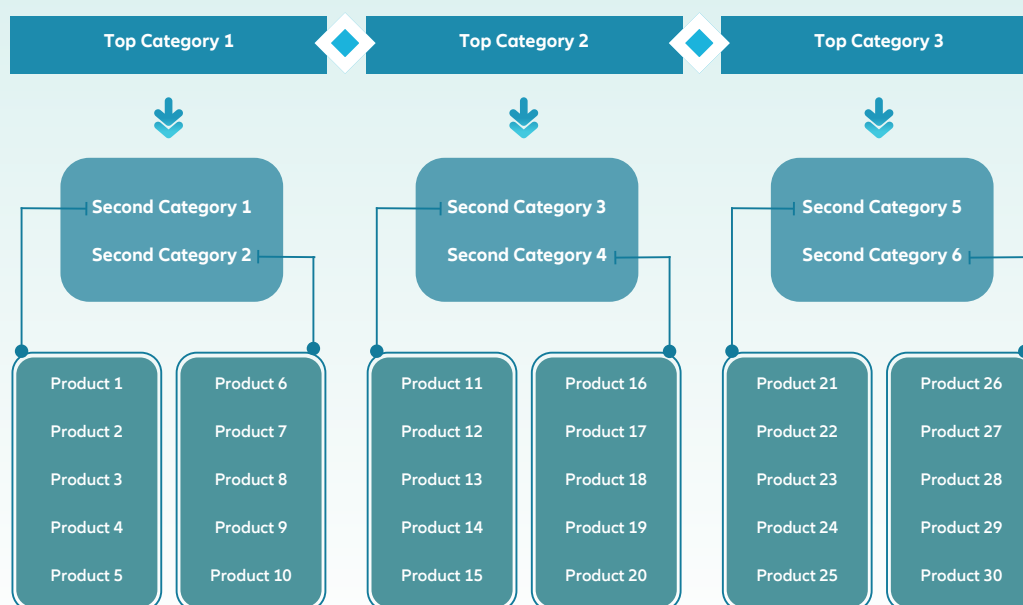 Top Category 1
Top Category 2
Top Category 3
Second Category 1
Second Category 2
Second Category 3
Second Category 4
Second Category 5
Second Category 6
Product 1
Product 2
Product 3
Product 4
Product 5
Product 6
Product 7
Product 8
Product 9
Product 10
Product 11
Product 12
Product 13
Product 14
Product 15
Product 16
Product 17
Product 18
Product 19
Product 20
Product 21
Product 22
Product 23
Product 24
Product 25
Product 26
Product 27
Product 28
Product 29
Product 30